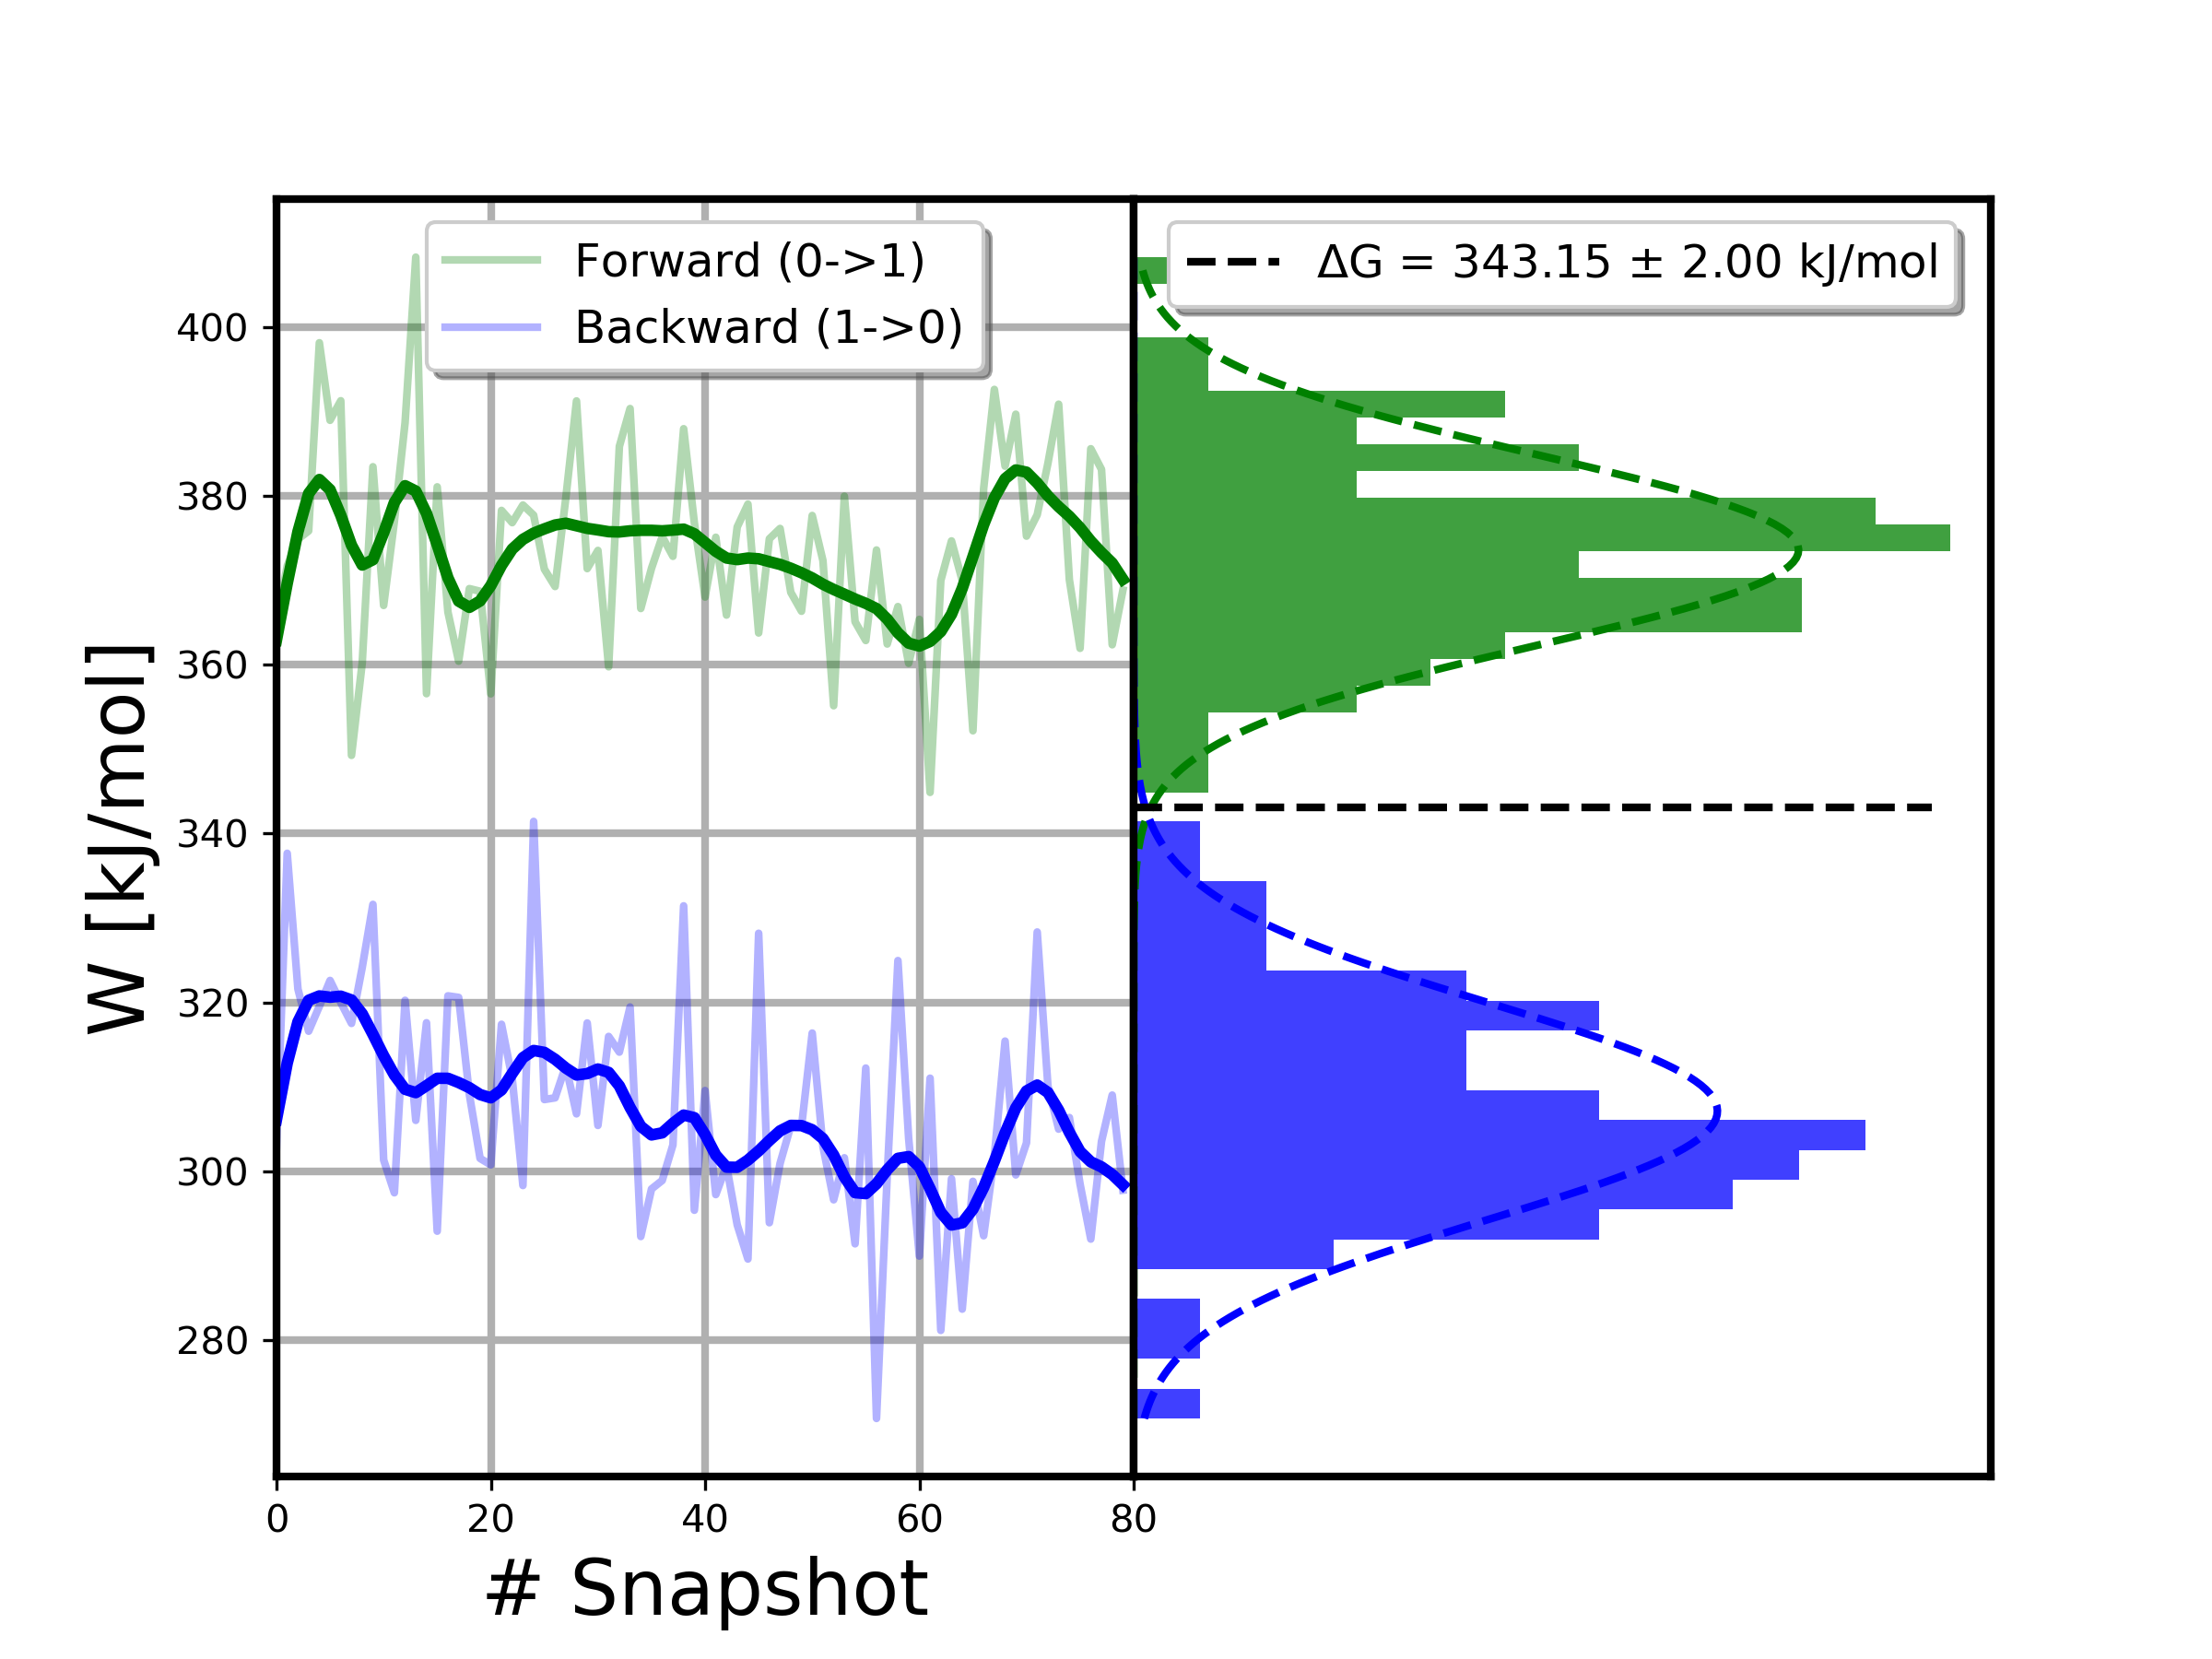 Forward (0->1)
Backward (1->0)
ΔG = 343.15 ± 2.00 kJ/mol
W [kJ/mol]
400
380
360
340
320
300
280
0 20 40 60 80
# Snapshot